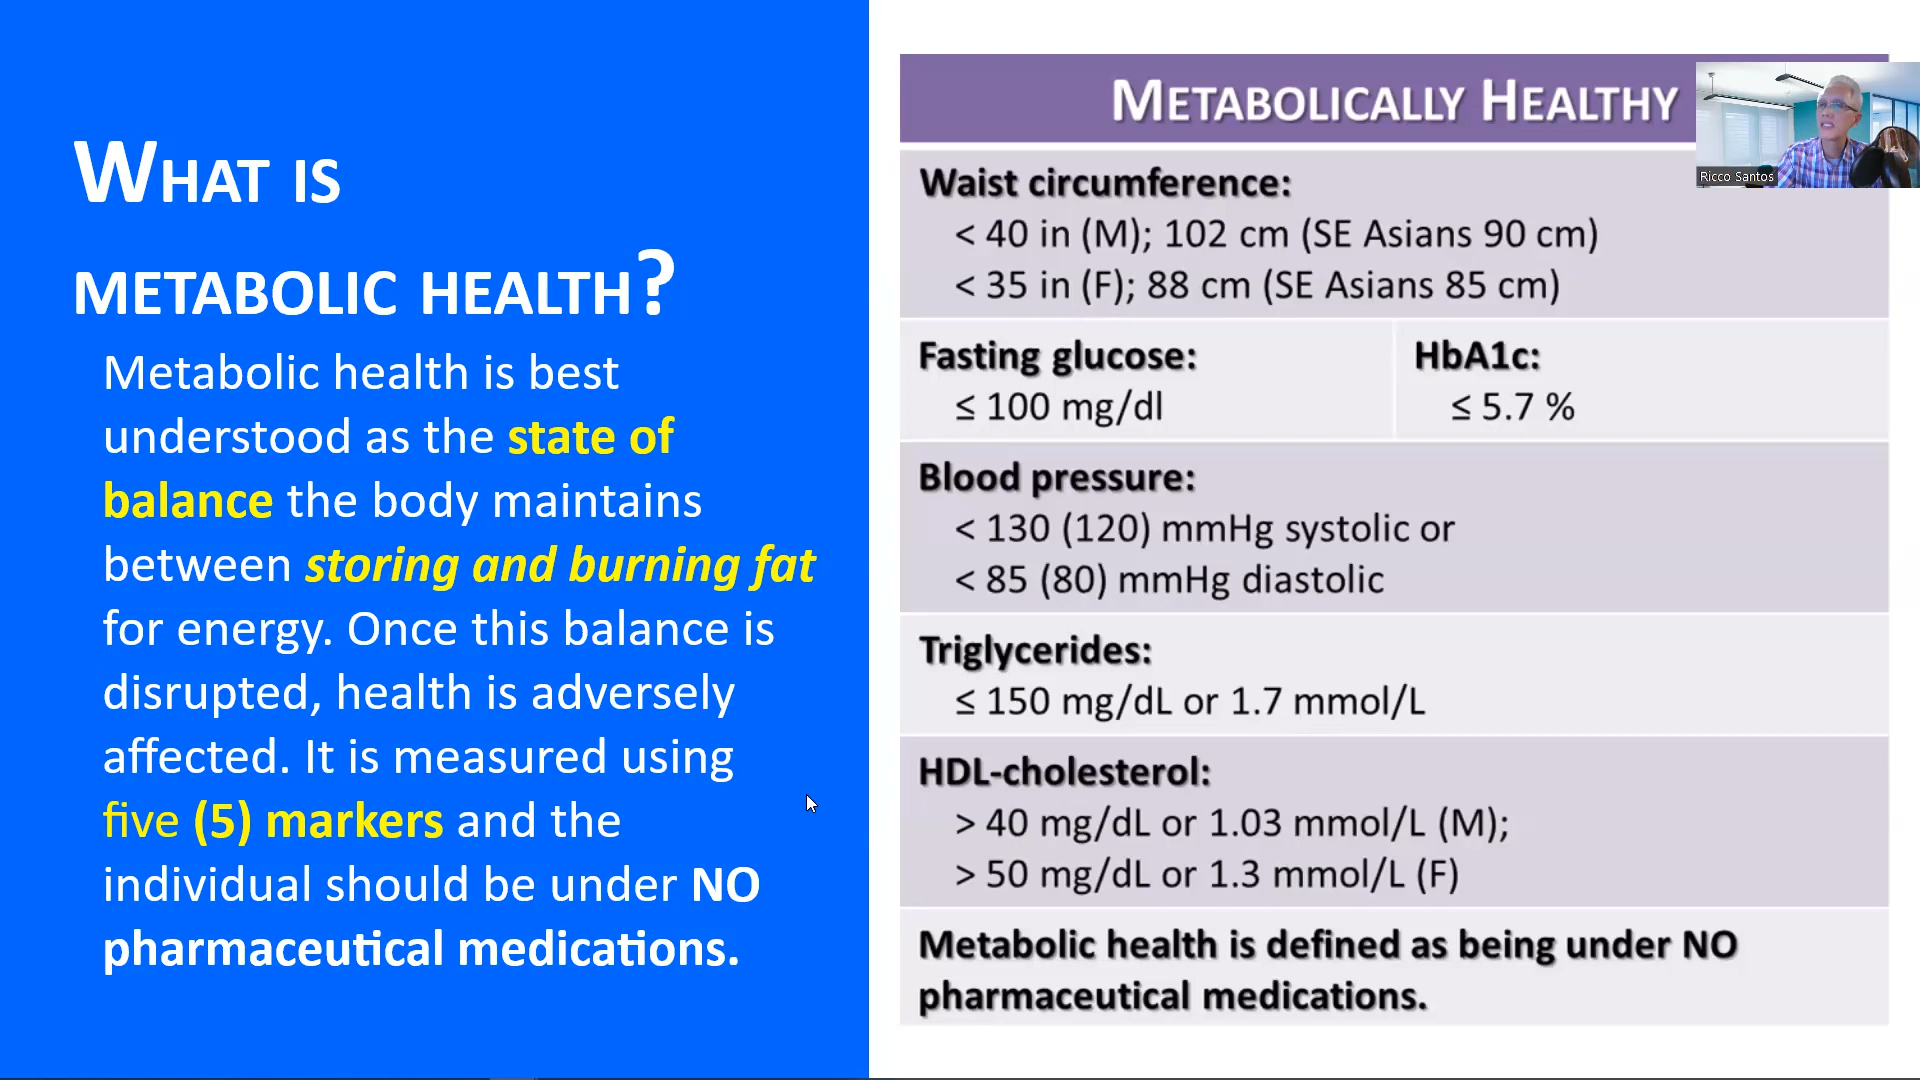 WHAT IS
METABOLIC HEALTH?
Metabolic health is best
understood as the state of
balance the body maintains
between storing and burning fat
for energy. Once this balance is
disrupted, health is adversely
affected. It is measured using
five (5) markers and the
individual should be under NO
pharmaceutical medications.
METABOLICALLY HEALTHY
Ricco Santos
Waist circumference:
< 40 in (M); 102 cm (SE Asians 90 cm)
< 35 in (F); 88 cm (SE Asians 85 cm)
Fasting glucose:
≤ 100 mg/dl
HbA1c:
≤ 5.7 %
Blood pressure:
< 130 (120) mmHg systolic or
< 85 (80) mmHg diastolic
Triglycerides:
≤ 150 mg/dL or 1.7 mmol/L
HDL-cholesterol:
> 40 mg/dL or 1.03 mmol/L (M);
> 50 mg/dL or 1.3 mmol/L (F)
Metabolic health is defined as being under NO
pharmaceutical medications.